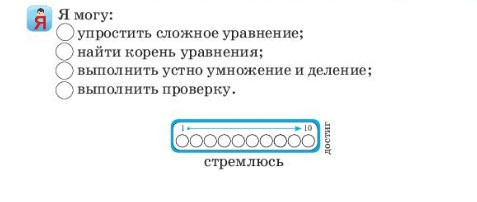 Я
Я могу:
упростить сложное уравнение;
найти корень уравнения;
выполнить устно умножение и деление;
выполнить проверку.
1 10
достиг
стремлюсь